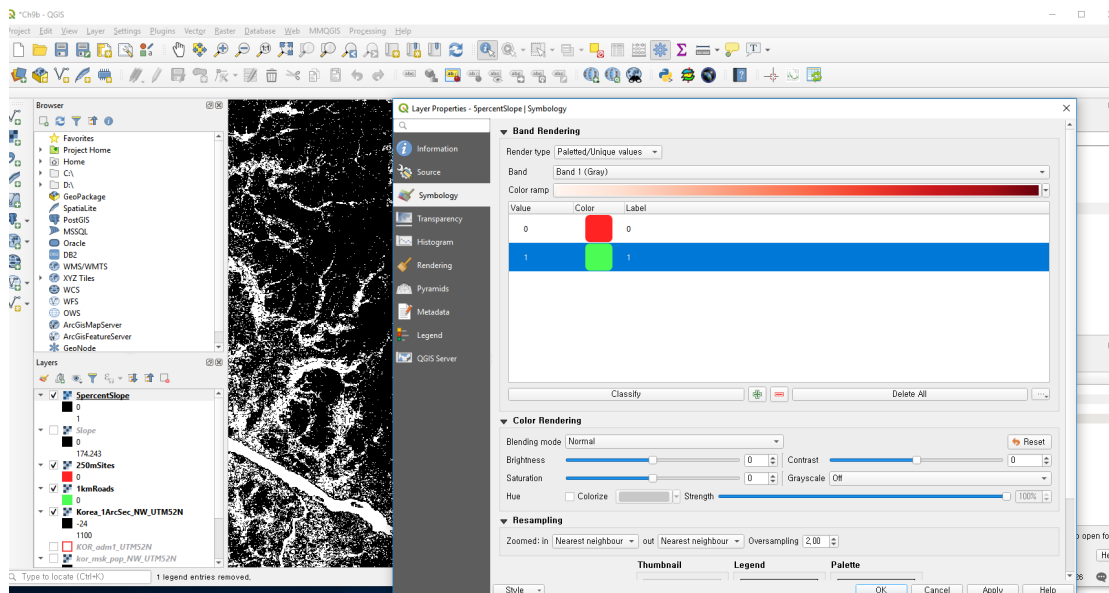 *Ch9b - QGIS
Project Edit View Layer Settings Plugins Vector Raster Database Web MMQGIS Processing Help
Browser
Favorites
Project Home
Home
C:\
D:\
GeoPackage
SpatiaLite
PostGIS
MSSQL
Oracle
DB2
WMS/WMTS
XYZ Tiles
WCS
WFS
OWS
ArcGisMapServer
ArcGisFeatureServer
GeoNode
Layers
5percentSlope
0
1
Slope
0
174.243
250mSites
0
1kmRoads
0
Korea_1ArcSec_NW_UTM52N
-24
1100
KOR_adm1_UTM52N
kor_msk_pop_NW_UTM52N
Type to locate (Ctrl+K)
1 legend entries removed.
Layer Properties - 5percentSlope | Symbology
Information
Source
Symbology
Transparency
Histogram
Rendering
Pyramids
Metadata
Legend
QGIS Server
Band Rendering
Render type Paletted/Unique values
Band Band 1 (Gray)
Color ramp
Value Color Label
0 0
1 1
Classify Delete All
Color Rendering
Blending mode Normal Reset
Brightness 0 Contrast 0
Saturation 0 Grayscale Off
Hue Colorize Strength 100%
Resampling
Zoomed: in Nearest neighbour out Nearest neighbour Oversampling 2,00
Thumbnail Legend Palette
Style OK Cancel Apply Help
open fo
He